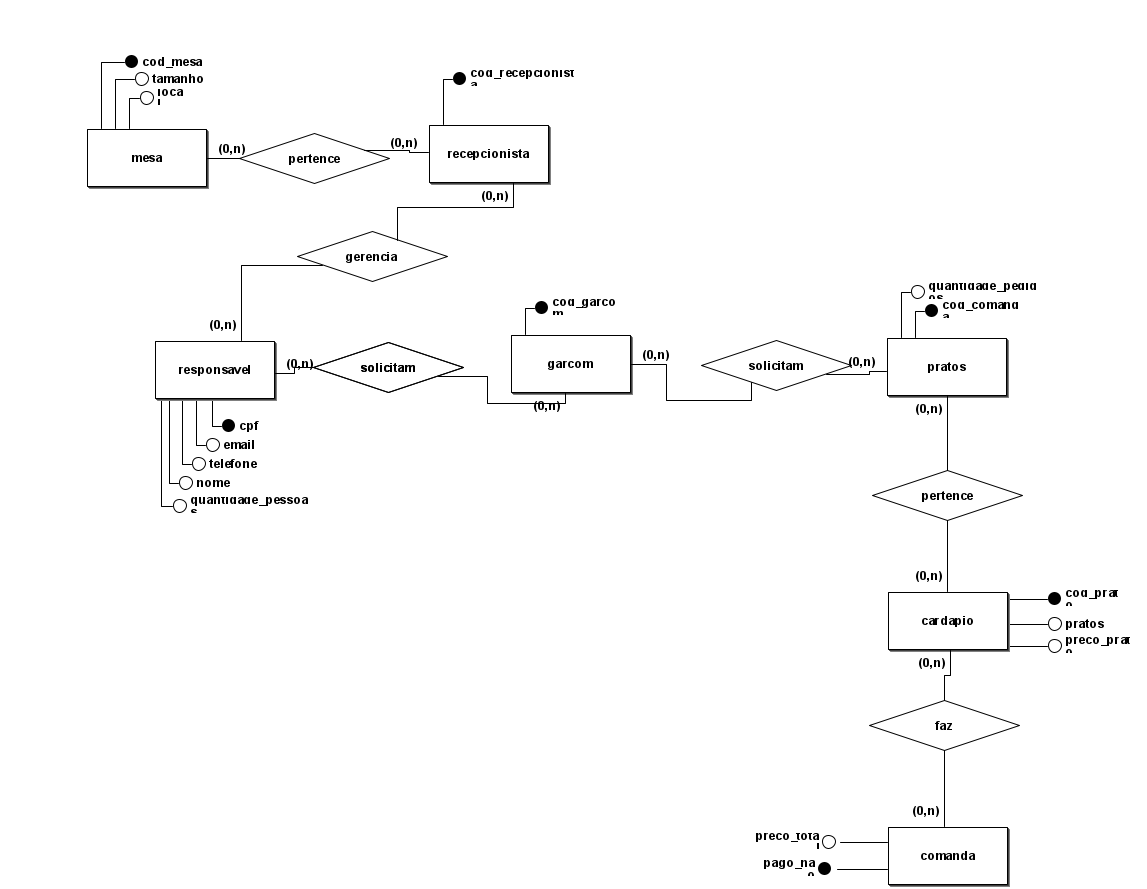 cod_mesa
tamanho
loca
l
cod_recepcionist
a
mesa
(0,n)
pertence
(0,n)
recepcionista
(0,n)
gerencia
(0,n)
responsavel
(0,n)
solicitam
(0,n)
cod_garco
m
garcom
(0,n)
solicitam
(0,n)
quantidade_pedid
os
cod_comand
a
pratos
(0,n)
cpf
email
telefone
nome
quantidade_pessoa
s
pertence
(0,n)
cardapio
cod_prat
o
pratos
preco_prat
o
(0,n)
faz
(0,n)
preco_tota
l
pago_na
o
comanda